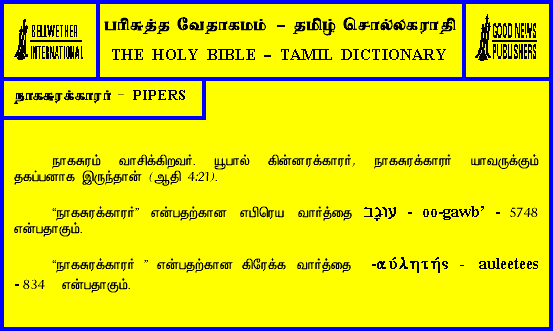 BELLWETHER
INTERNATIONAL
பரிசுத்த வேதாகமம் – தமிழ் சொல்லகராதி
THE HOLY BIBLE – TAMIL DICTIONARY
GOOD NEWS
PUBLISHERS
நாகசுரக்காரர் - PIPERS
நாகசுரம் வாசிக்கிறவர். யூபால் கின்னரக்காரர், நாகசுரக்காரர் யாவருக்கும்
தகப்பனாக இருந்தான் (ஆதி 4:21).
“நாகசுரக்காரர்” என்பதற்கான எபிரெய வார்த்தை עוּגָב - oo-gawb’ - 5748
என்பதாகும்.
“நாகசுரக்காரர் ” என்பதற்கான கிரேக்க வார்த்தை -αὐλητής - auleetees
- 834 என்பதாகும்.